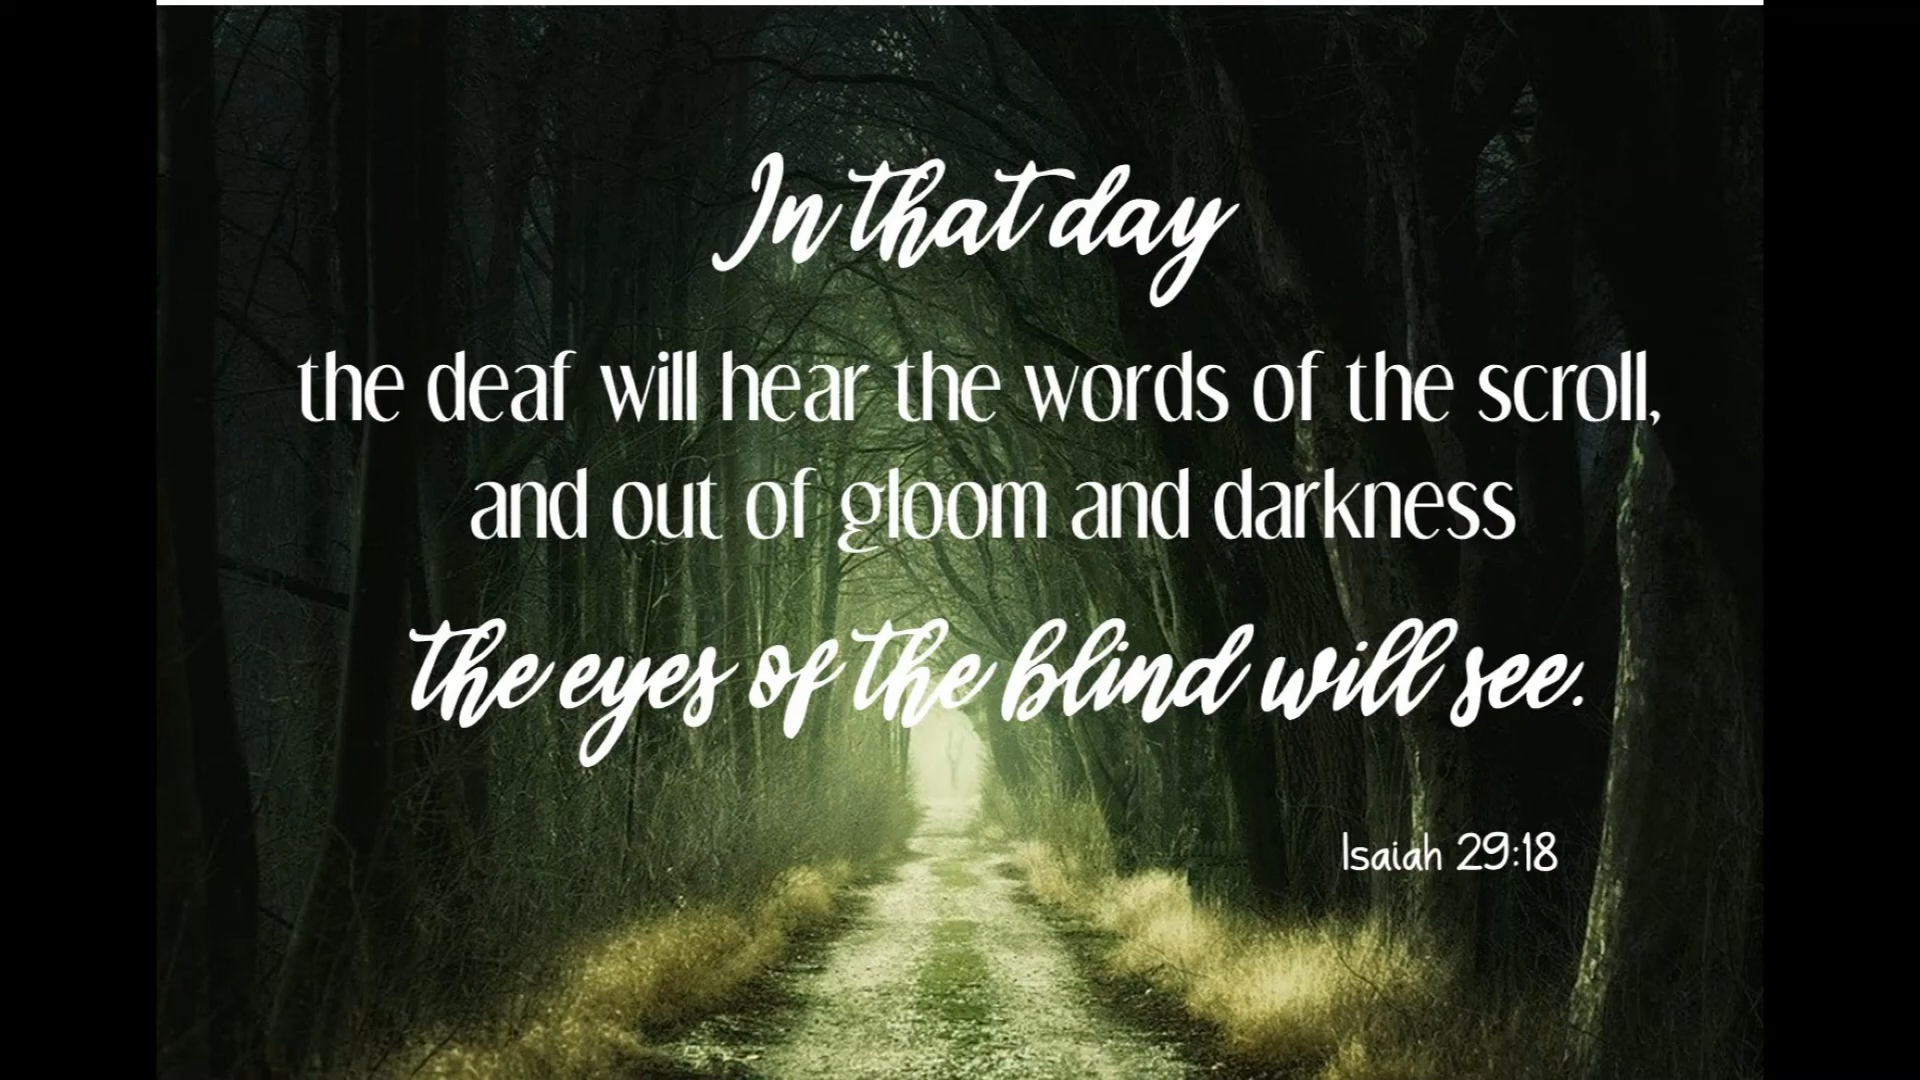 In that day
the deaf will hear the words of the scroll,
and out of gloom and darkness
the eyes of the blind will see.
Isaiah 29:18